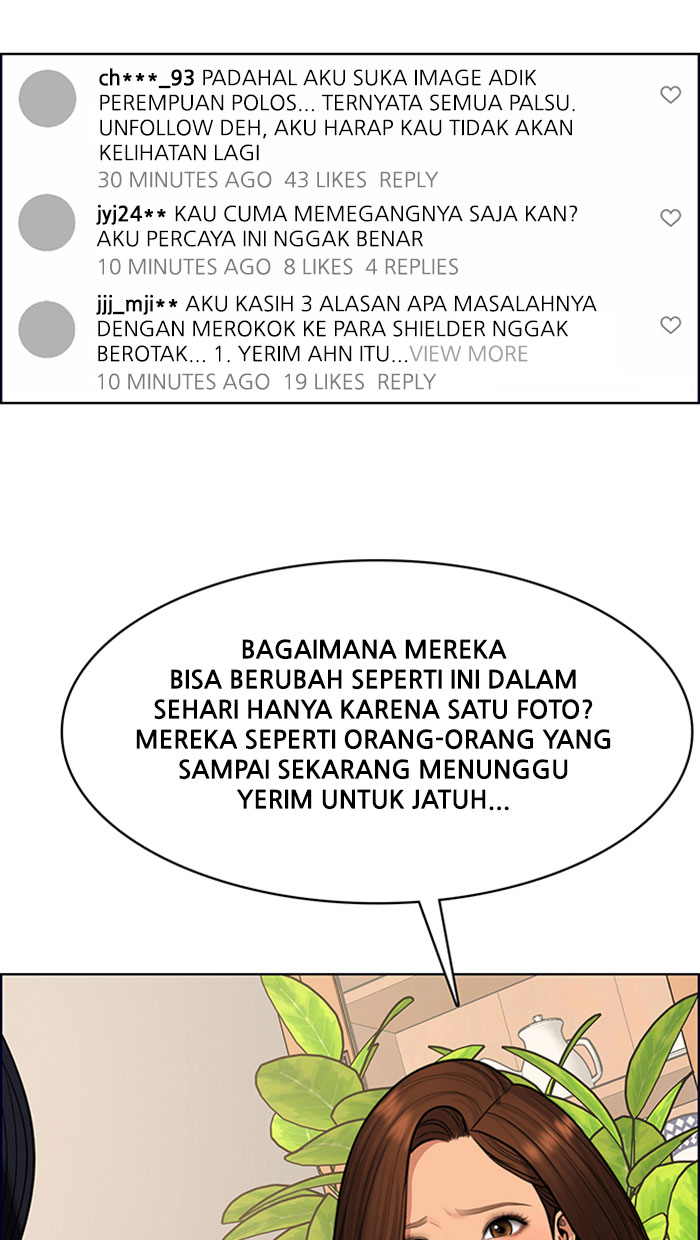 ch***_93 PADAHAL AKU SUKA IMAGE ADIK
PEREMPUAN POLOS... TERNYATA SEMUA PALSU.
UNFOLLOW DEH, AKU HARAP KAU TIDAK AKAN
KELIHATAN LAGI
30 MINUTES AGO 43 LIKES REPLY
jyj24** KAU CUMA MEMEGANGNYA SAJA KAN?
AKU PERCAYA INI NGGAK BENAR
10 MINUTES AGO 8 LIKES 4 REPLIES
jjj_mji** AKU KASIH 3 ALASAN APA MASALAHNYA
DENGAN MEROKOK KE PARA SHIELDER NGGAK
BEROTAK... 1. YERIM AHN ITU...VIEW MORE
10 MINUTES AGO 19 LIKES REPLY
BAGAIMANA MEREKA
BISA BERUBAH SEPERTI INI DALAM
SEHARI HANYA KARENA SATU FOTO?
MEREKA SEPERTI ORANG-ORANG YANG
SAMPAI SEKARANG MENUNGGU
YERIM UNTUK JATUH...